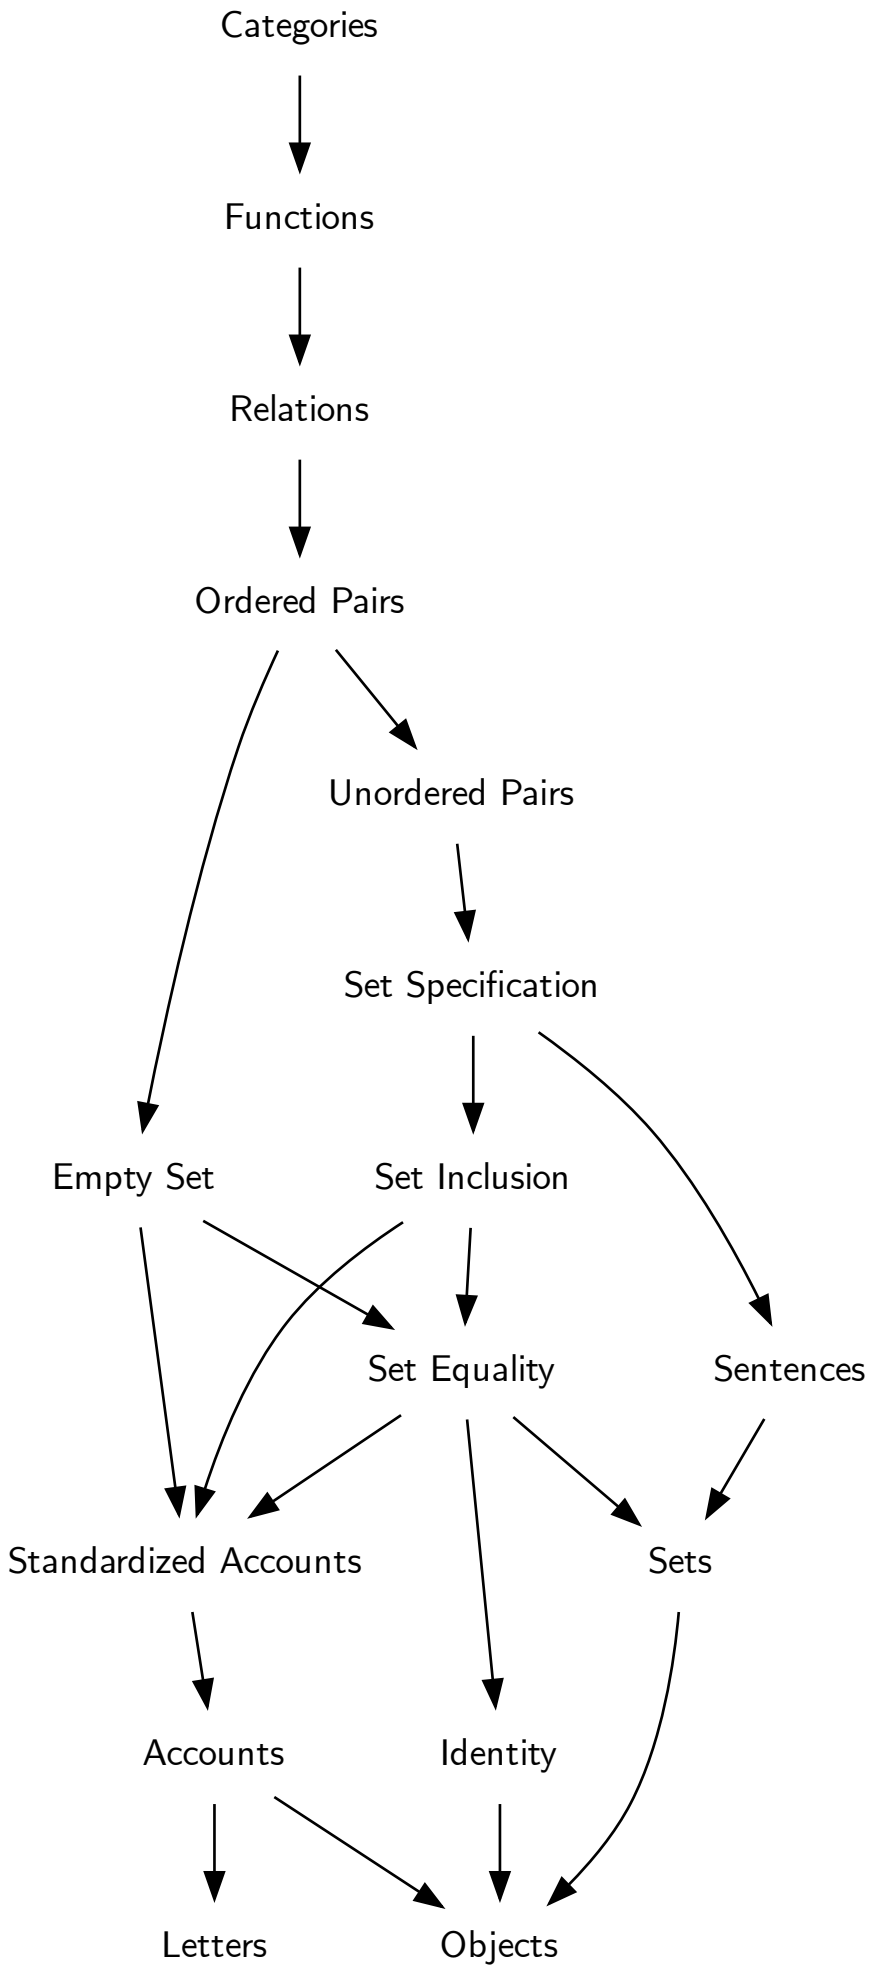 Categories
Functions
Relations
Ordered Pairs
Unordered Pairs
Set Specification
Empty Set
Set Inclusion
Set Equality
Sentences
Standardized Accounts
Sets
Accounts
Identity
Letters
Objects